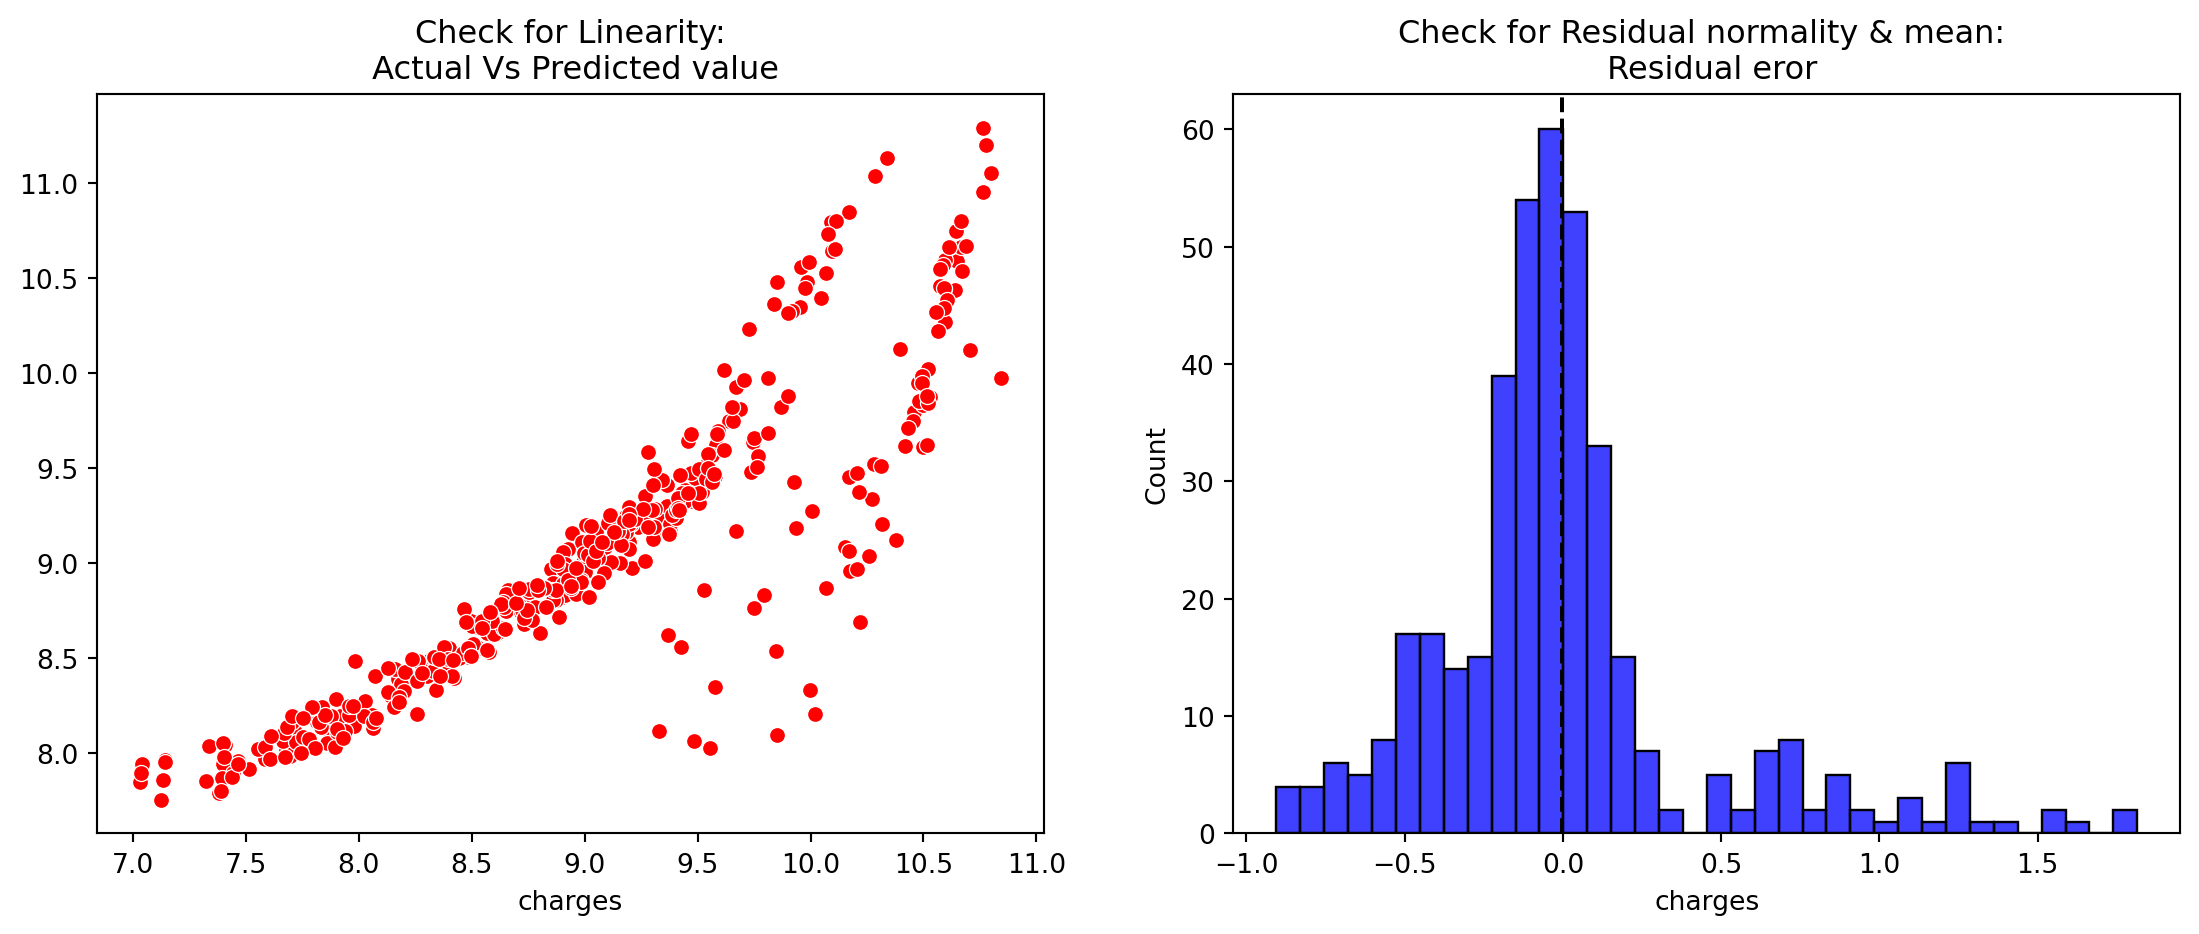 Check for Linearity:
Actual Vs Predicted value
11.0
10.5
10.0
9.5
9.0
8.5
8.0
7.0 7.5 8.0 8.5 9.0 9.5 10.0 10.5 11.0
charges
Check for Residual normality & mean:
Residual eror
Count
60
50
40
30
20
10
0
−1.0 −0.5 0.0 0.5 1.0 1.5
charges